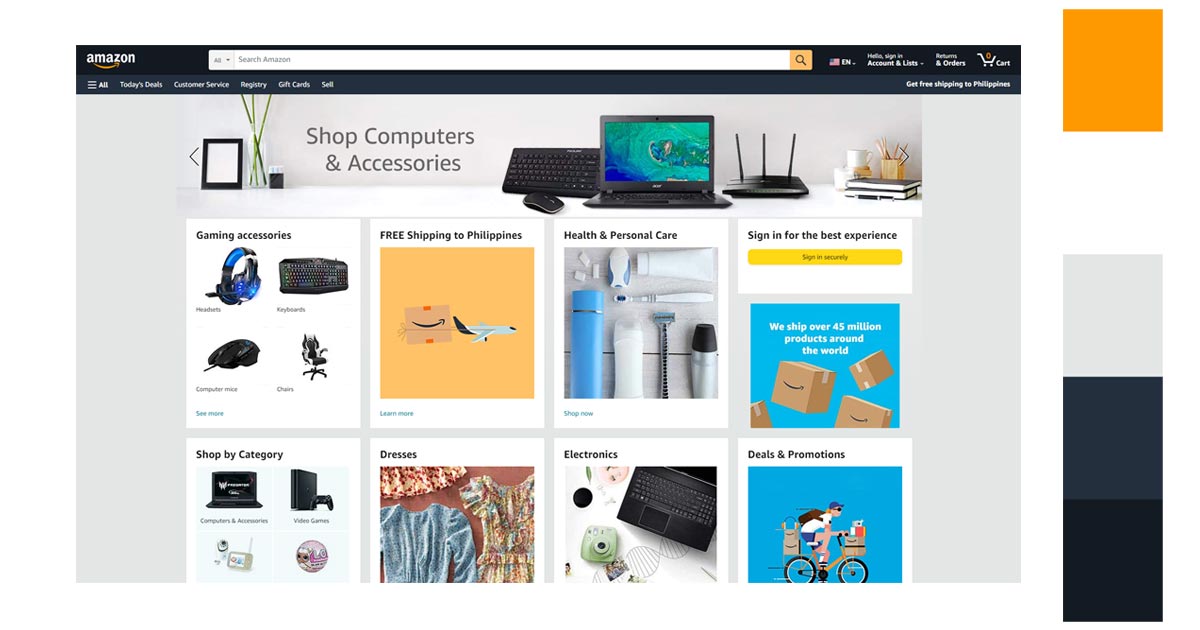 amazon
All
Search Amazon
EN
Hello, sign in
Account & Lists
Returns
& Orders
0
Cart
All
Today's Deals
Customer Service
Registry
Gift Cards
Sell
Get free shipping to Philippines
Shop Computers
& Accessories
acer
Gaming accessories
Headsets
Keyboards
Computer mice
Chairs
See more
FREE Shipping to Philippines
Learn more
Health & Personal Care
Shop now
Sign in for the best experience
Sign in securely
We ship over 45 million
products around
the world
Shop by Category
PREDATOR
Computers & Accessories
Video Games
Dresses
Electronics
Deals & Promotions